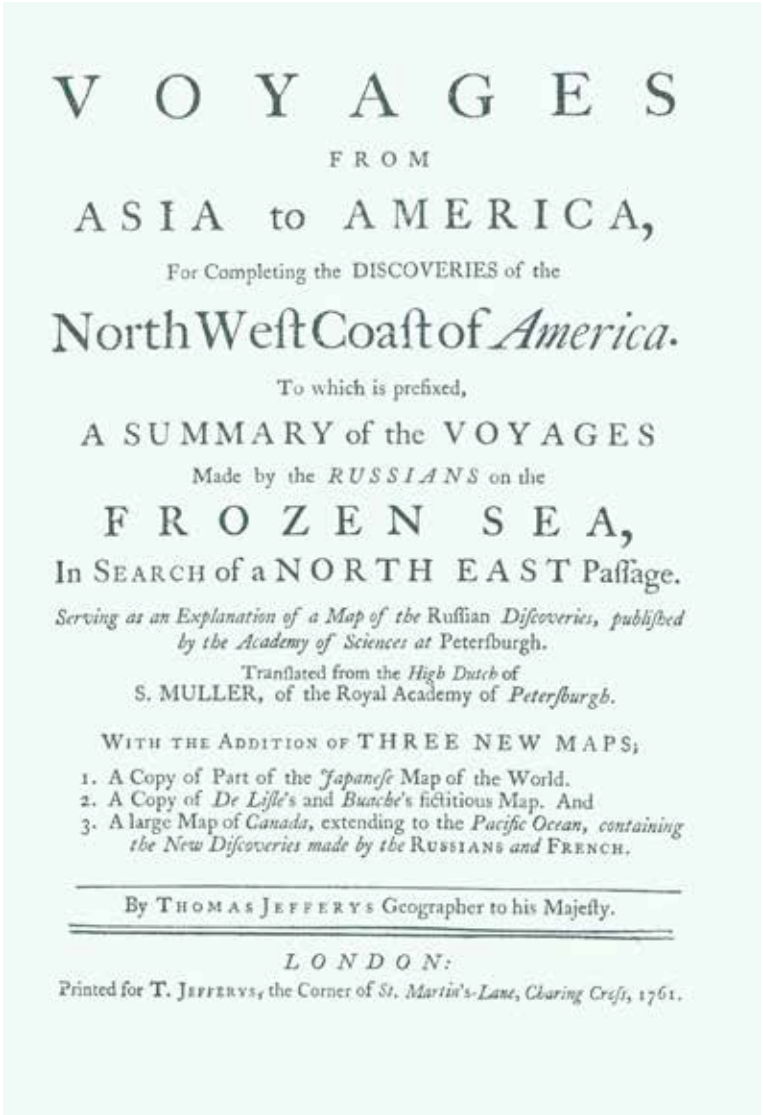 VOYAGES
FROM
ASIA to AMERICA,
For Completing the DISCOVERIES of the
North Weſt Coaſt of America.
To which is prefixed,
A SUMMARY of the VOYAGES
Made by the RUSSIANS on the
FROZEN SEA,
In SEARCH of a NORTH EAST Paſſage.
Serving as an Explanation of a Map of the Ruſſian Diſcoveries, publiſhed
by the Academy of Sciences at Peterſburgh.
Tranſlated from the High Dutch of
S. MULLER, of the Royal Academy of Peterſburgh.
WITH THE ADDITION OF THREE NEW MAPS;
1. A Copy of Part of the Japaneſe Map of the World.
2. A Copy of De Liſle's and Buache's fictitious Map. And
3. A large Map of Canada, extending to the Pacific Ocean, containing
the New Diſcoveries made by the RUSSIANS and FRENCH.
By THOMAS JEFFERYS Geographer to his Majeſty.
LONDON:
Printed for T. JEFFERYS, the Corner of St. Martin's-Lane, Charing Croſs, 1761.